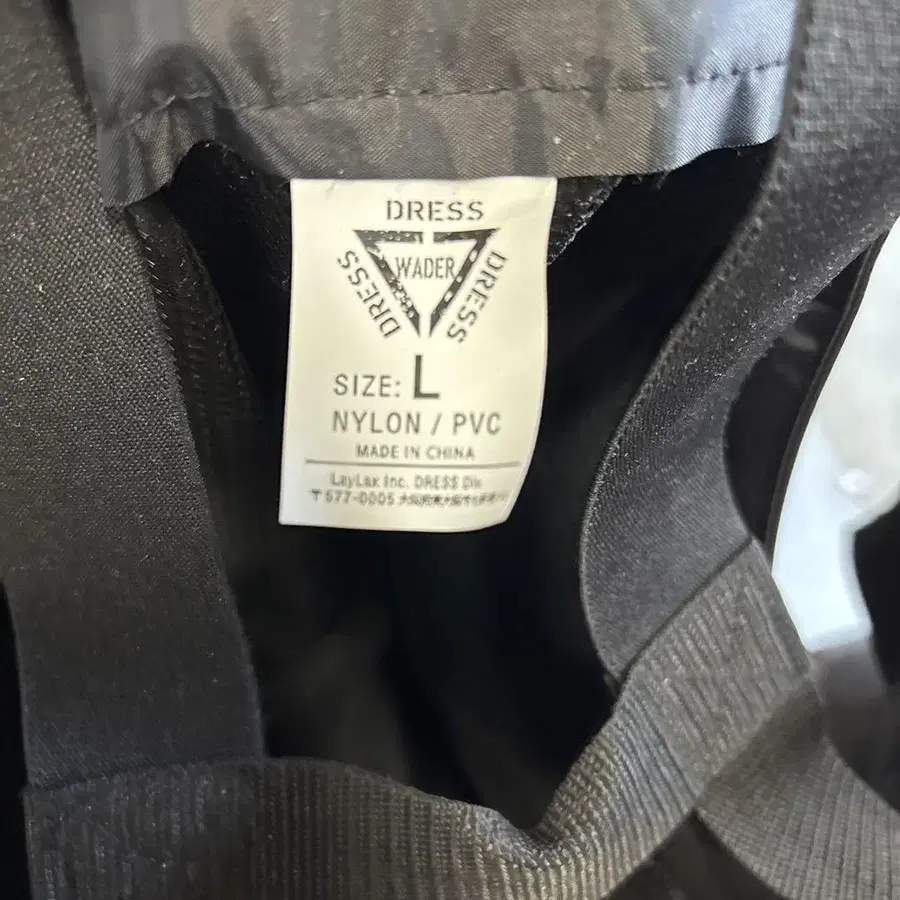 DRESS
DRESS
WADER
DRESS
SIZE: L
NYLON / PVC
MADE IN CHINA
LayLax Inc. DRESS Div.
〒577-0005